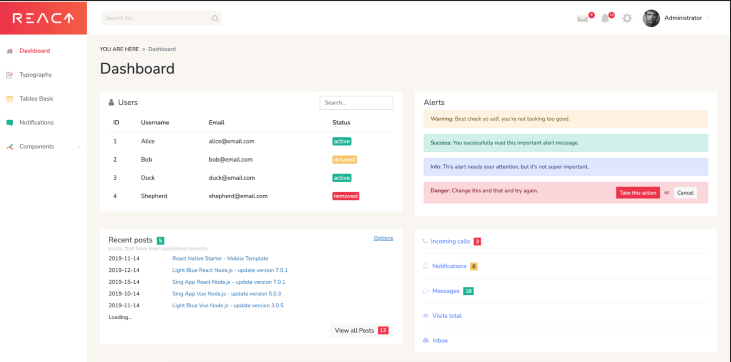 REACT
Search for...
Administrator
Dashboard
Typography
Tables Basic
Notifications
Components
YOU ARE HERE > Dashboard
Dashboard
Users
Search...
ID Username Email Status
1 Alice alice@email.com active
2 Bob bob@email.com delayed
3 Duck duck@email.com active
4 Shepherd shepherd@email.com removed
Alerts
Warning: Best check yo self, you're not looking too good.
Success: You successfully read this important alert message.
Info: This alert needs your attention, but it's not super important.
Danger: Change this and that and try again. Take this action or Cancel
Recent posts 5 Options
posts, that have been published recently
2019-11-14 React Native Starter - Mobile Template
2019-11-14 Light Blue React Node.js - update version 7.0.1
2019-15-14 Sing App React Node.js - update version 7.0.1
2019-10-14 Sing App Vue Node.js - update version 5.0.3
2019-11-14 Light Blue Vue Node.js - update version 3.0.5
Loading...
View all Posts 13
Incoming calls 3
Notifications 6
Messages 18
Visits total
Inbox